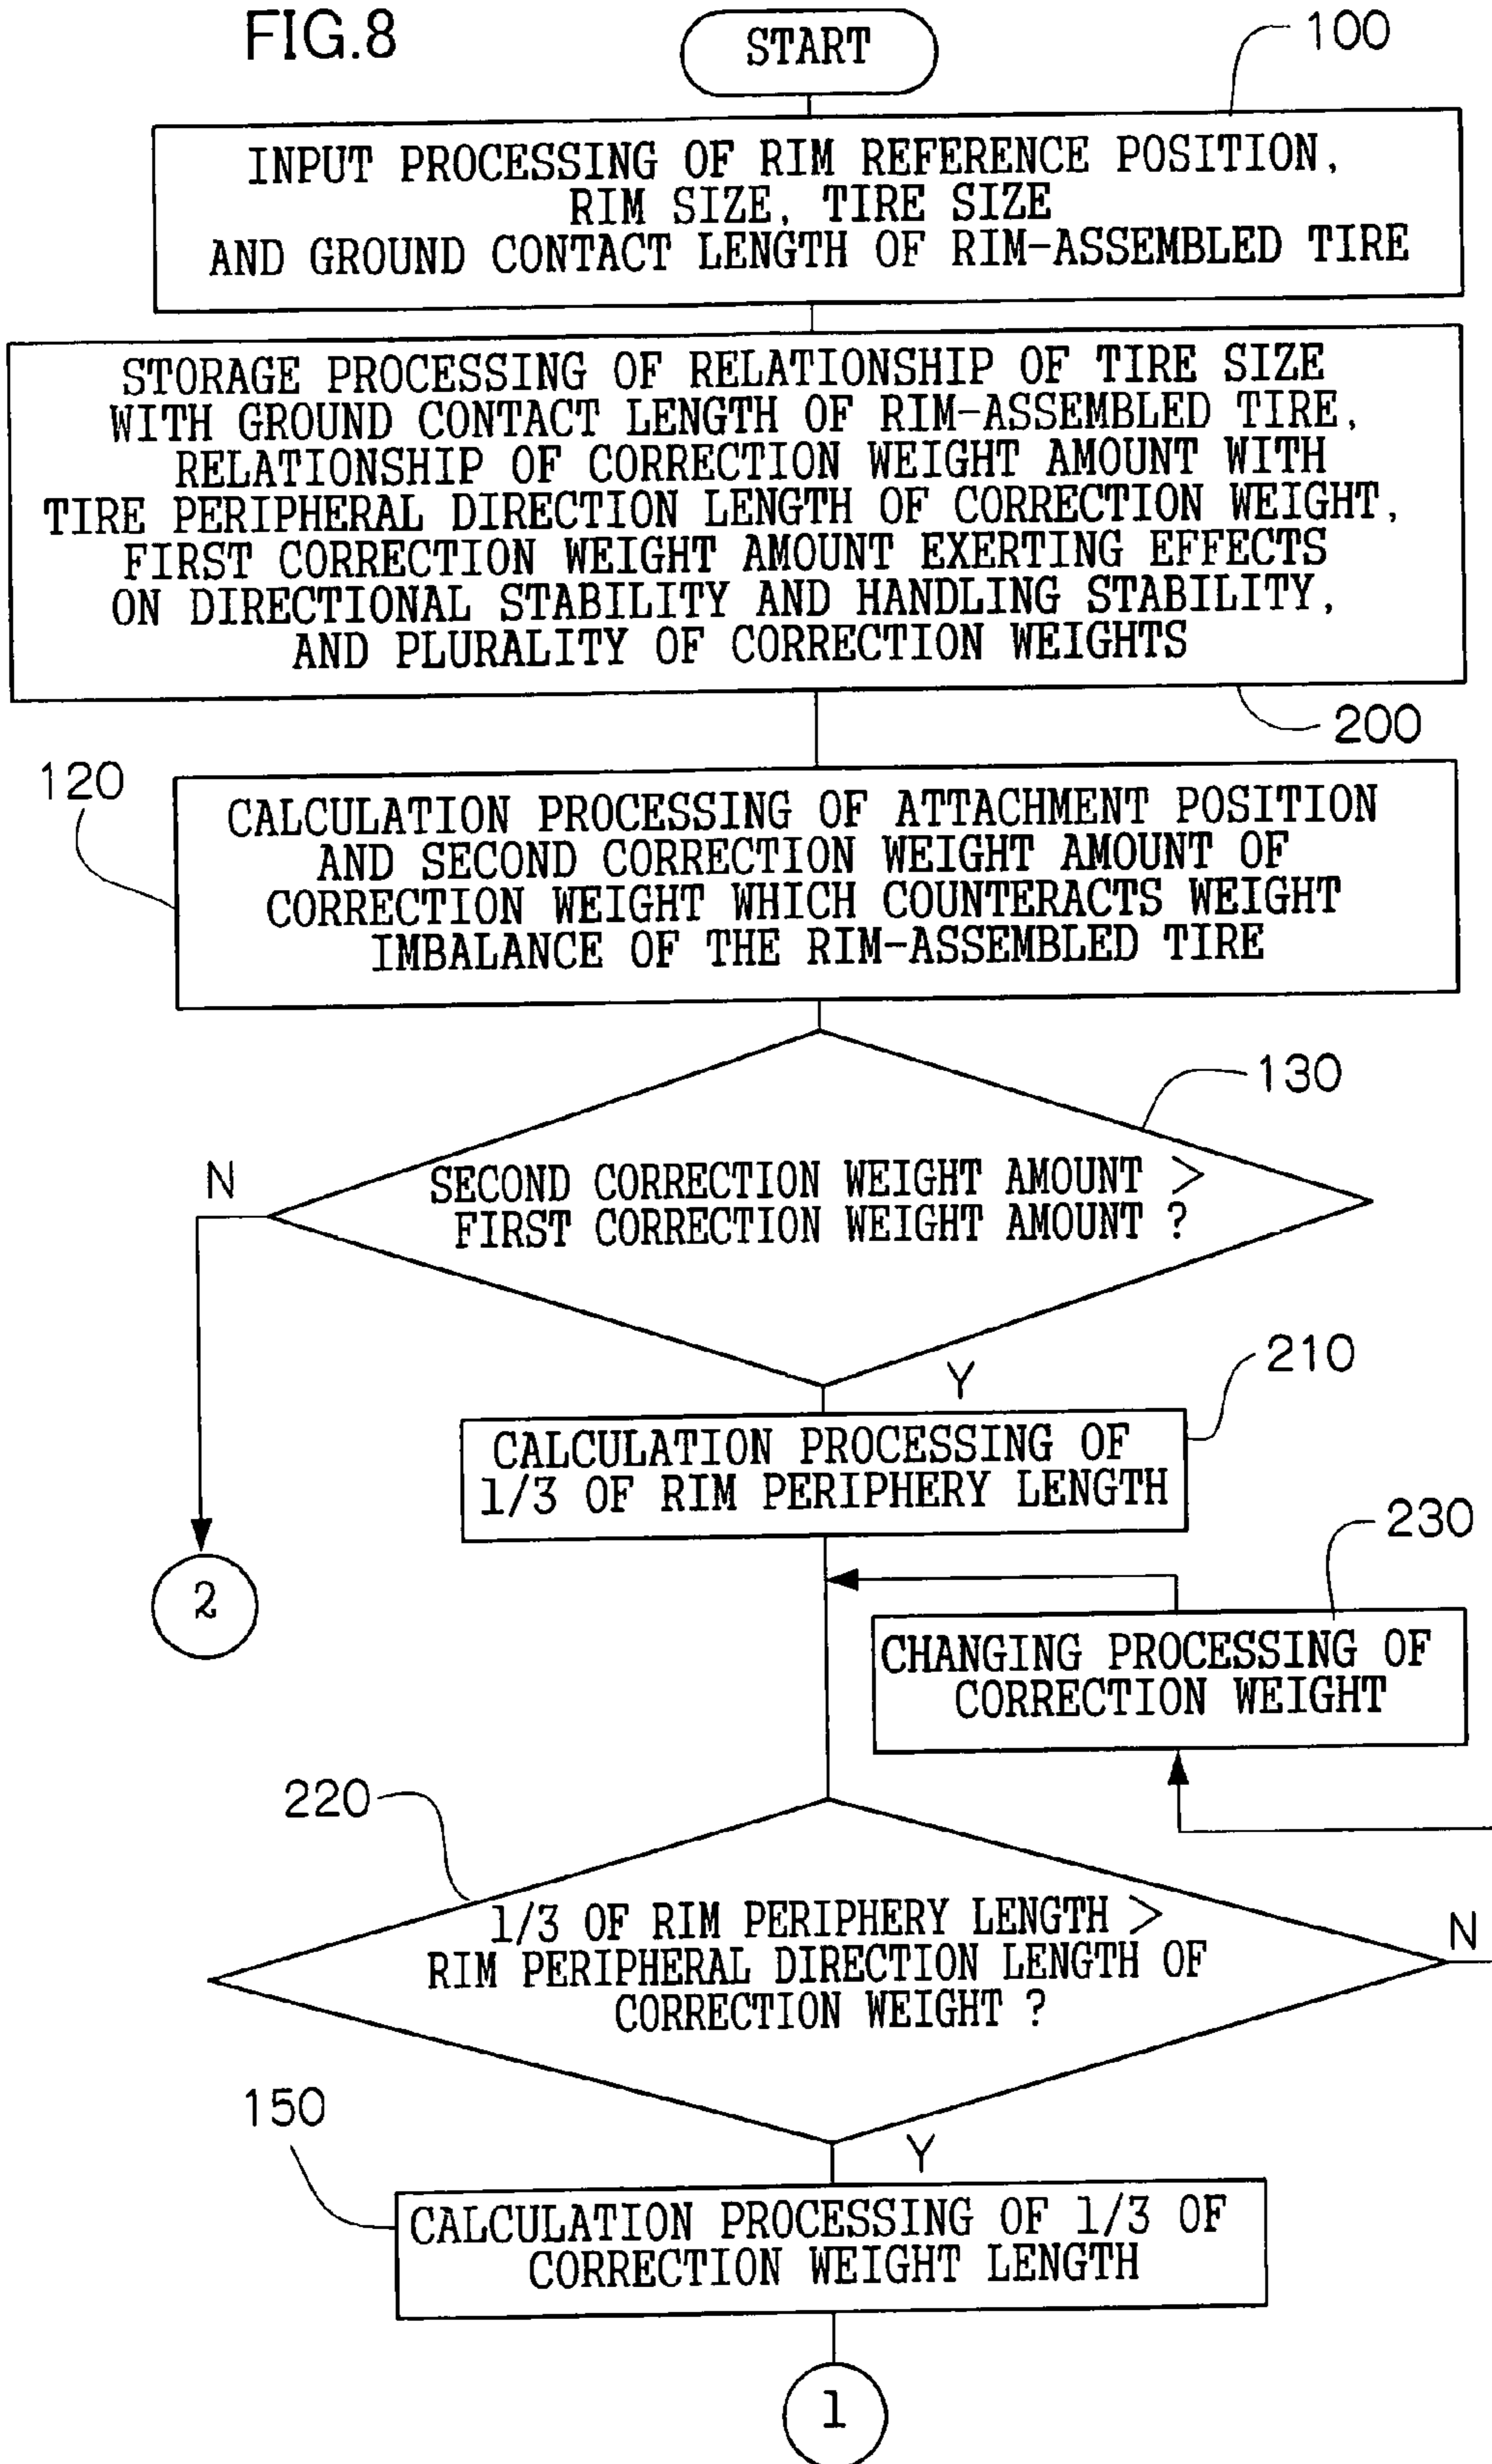 FIG.8
START
100
INPUT PROCESSING OF RIM REFERENCE POSITION,
RIM SIZE, TIRE SIZE
AND GROUND CONTACT LENGTH OF RIM-ASSEMBLED TIRE
STORAGE PROCESSING OF RELATIONSHIP OF TIRE SIZE
WITH GROUND CONTACT LENGTH OF RIM-ASSEMBLED TIRE,
RELATIONSHIP OF CORRECTION WEIGHT AMOUNT WITH
TIRE PERIPHERAL DIRECTION LENGTH OF CORRECTION WEIGHT,
FIRST CORRECTION WEIGHT AMOUNT EXERTING EFFECTS
ON DIRECTIONAL STABILITY AND HANDLING STABILITY,
AND PLURALITY OF CORRECTION WEIGHTS
200
120
CALCULATION PROCESSING OF ATTACHMENT POSITION
AND SECOND CORRECTION WEIGHT AMOUNT OF
CORRECTION WEIGHT WHICH COUNTERACTS WEIGHT
IMBALANCE OF THE RIM-ASSEMBLED TIRE
130
N
SECOND CORRECTION WEIGHT AMOUNT >
FIRST CORRECTION WEIGHT AMOUNT ?
Y
210
CALCULATION PROCESSING OF
1/3 OF RIM PERIPHERY LENGTH
230
2
CHANGING PROCESSING OF
CORRECTION WEIGHT
220
1/3 OF RIM PERIPHERY LENGTH >
RIM PERIPHERAL DIRECTION LENGTH OF
CORRECTION WEIGHT ?
N
150
Y
CALCULATION PROCESSING OF 1/3 OF
CORRECTION WEIGHT LENGTH
1